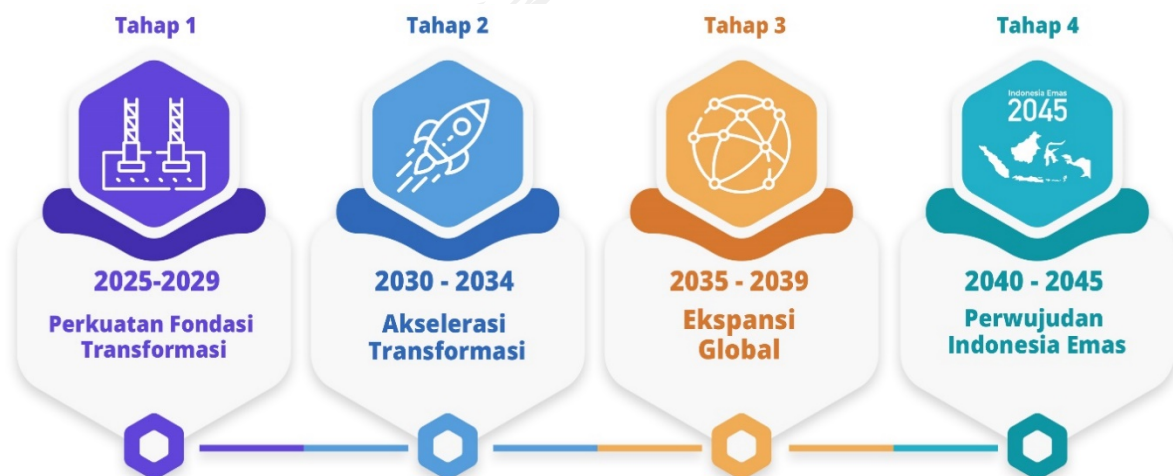 Tahap 1
Tahap 2
Tahap 3
Tahap 4
Indonesia Emas
2045
2025-2029
Perkuatan Fondasi
Transformasi
2030 - 2034
Akselerasi
Transformasi
2035 - 2039
Ekspansi
Global
2040 - 2045
Perwujudan
Indonesia Emas